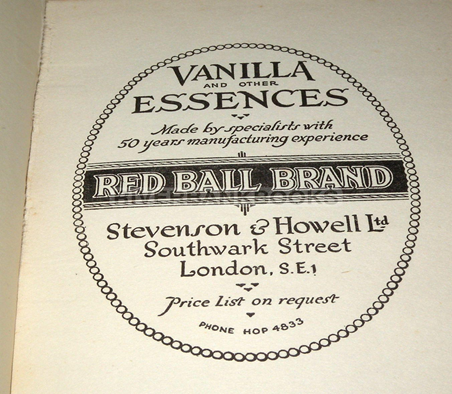 VANILLA
AND OTHER
ESSENCES
Made by specialists with
50 years manufacturing experience
RED BALL BRAND
Stevenson & Howell Ltd
Southwark Street
London, S.E.1
Price List on request
PHONE HOP 4833